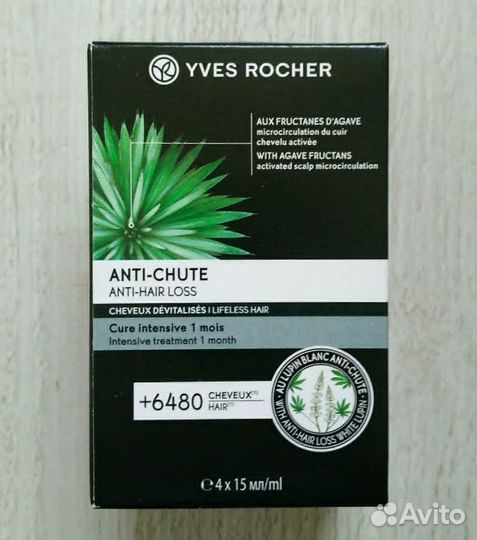 YVES ROCHER
AUX FRUCTANES D'AGAVE
microcirculation du cuir
chevelu activée
WITH AGAVE FRUCTANS
activated scalp microcirculation
ANTI-CHUTE
ANTI-HAIR LOSS
CHEVEUX DÉVITALISÉS | LIFELESS HAIR
Cure intensive 1 mois
Intensive treatment 1 month
+6480 CHEVEUX(1)
HAIR(1)
AU LUPIN BLANC ANTI-CHUTE
WITH ANTI-HAIR LOSS WHITE LUPIN
℮ 4 x 15 мл/ml
Avito